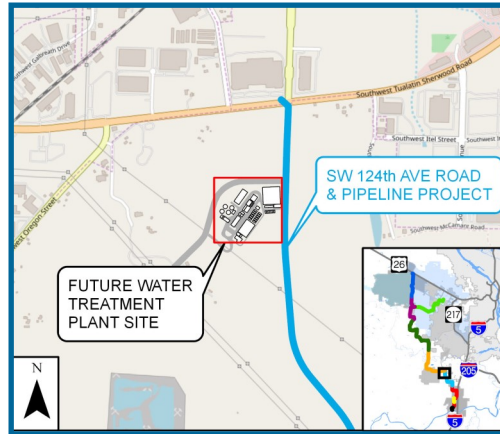 Southwest Galbreath Drive
Southwest Tualatin Sherwood Road
Southwest Itel Street
SW 124th AVE ROAD
& PIPELINE PROJECT
west Oregon Street
Southwest McCamant Road
FUTURE WATER
TREATMENT
PLANT SITE
N
26
217
5
205
5